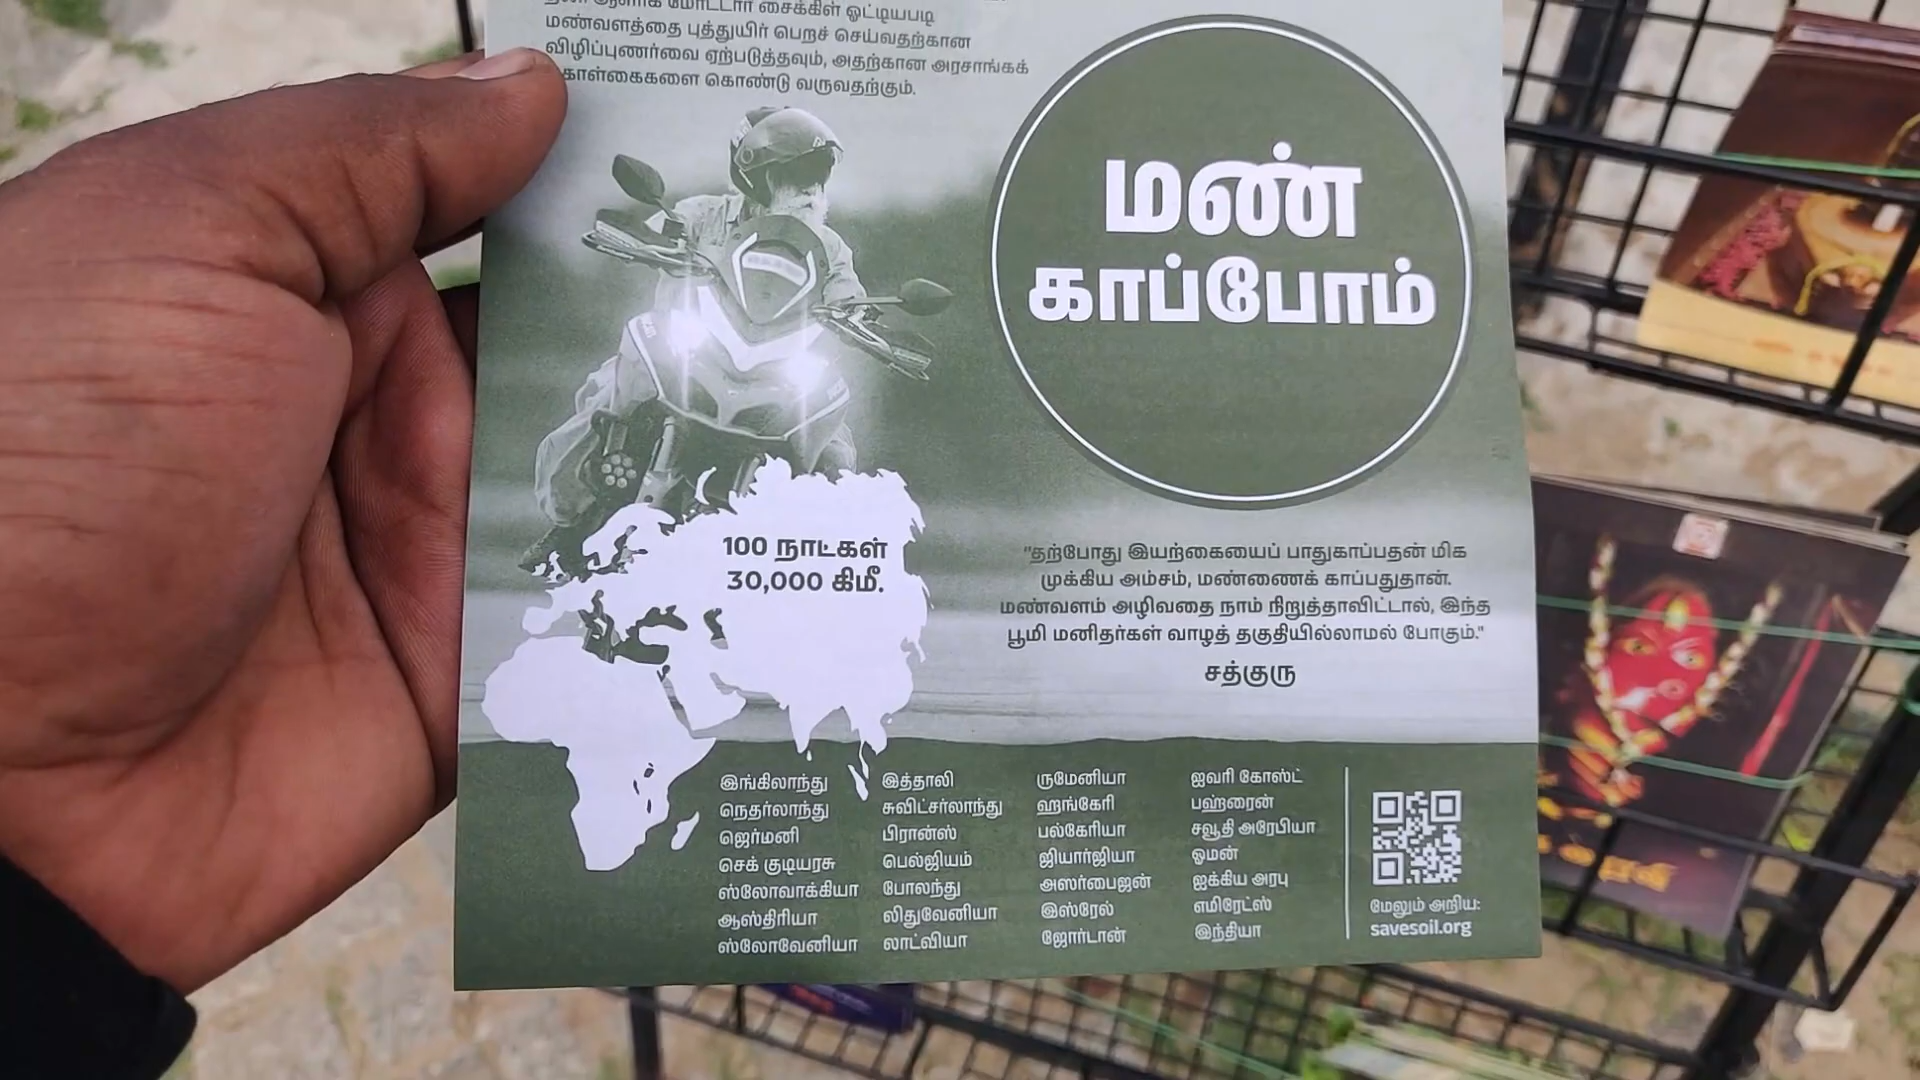 மோட்டார் சைக்கிள் ஓட்டியபடி
மண்வளத்தை புத்துயிர் பெறச் செய்வதற்கான
விழிப்புணர்வை ஏற்படுத்தவும், அதற்கான அரசாங்கக்
கொள்கைகளை கொண்டு வருவதற்கும்.
மண்
காப்போம்
100 நாட்கள்
30,000 கிமீ.
"தற்போது இயற்கையைப் பாதுகாப்பதன் மிக
முக்கிய அம்சம், மண்ணைக் காப்பதுதான்.
மண்வளம் அழிவதை நாம் நிறுத்தாவிட்டால், இந்த
பூமி மனிதர்கள் வாழத் தகுதியில்லாமல் போகும்."
சத்குரு
இங்கிலாந்து
நெதர்லாந்து
ஜெர்மனி
செக் குடியரசு
ஸ்லோவாக்கியா
ஆஸ்திரியா
ஸ்லோவேனியா
இத்தாலி
சுவிட்சர்லாந்து
பிரான்ஸ்
பெல்ஜியம்
போலந்து
லிதுவேனியா
லாட்வியா
ருமேனியா
ஹங்கேரி
பல்கேரியா
ஜியார்ஜியா
அஸர்பைஜன்
இஸ்ரேல்
ஜோர்டான்
ஐவரி கோஸ்ட்
பஹ்ரைன்
சவூதி அரேபியா
ஓமன்
ஐக்கிய அரபு
எமிரேட்ஸ்
இந்தியா
மேலும் அறிய:
savesoil.org